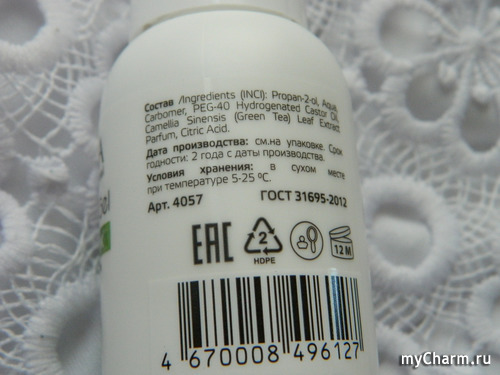 Состав /Ingredients (INCI): Propan-2-ol, Aqua,
Carbomer, PEG-40 Hydrogenated Castor Oil,
Camellia Sinensis (Green Tea) Leaf Extract
Parfum, Citric Acid.
Дата производства: см.на упаковке. Срок
годности: 2 года с даты производства.
Условия хранения: в сухом месте
при температуре 5-25 ºC.
Арт. 4057 ГОСТ 31695-2012
EAC 2 HDPE 12 M
4 670008 496127
myCharm.ru